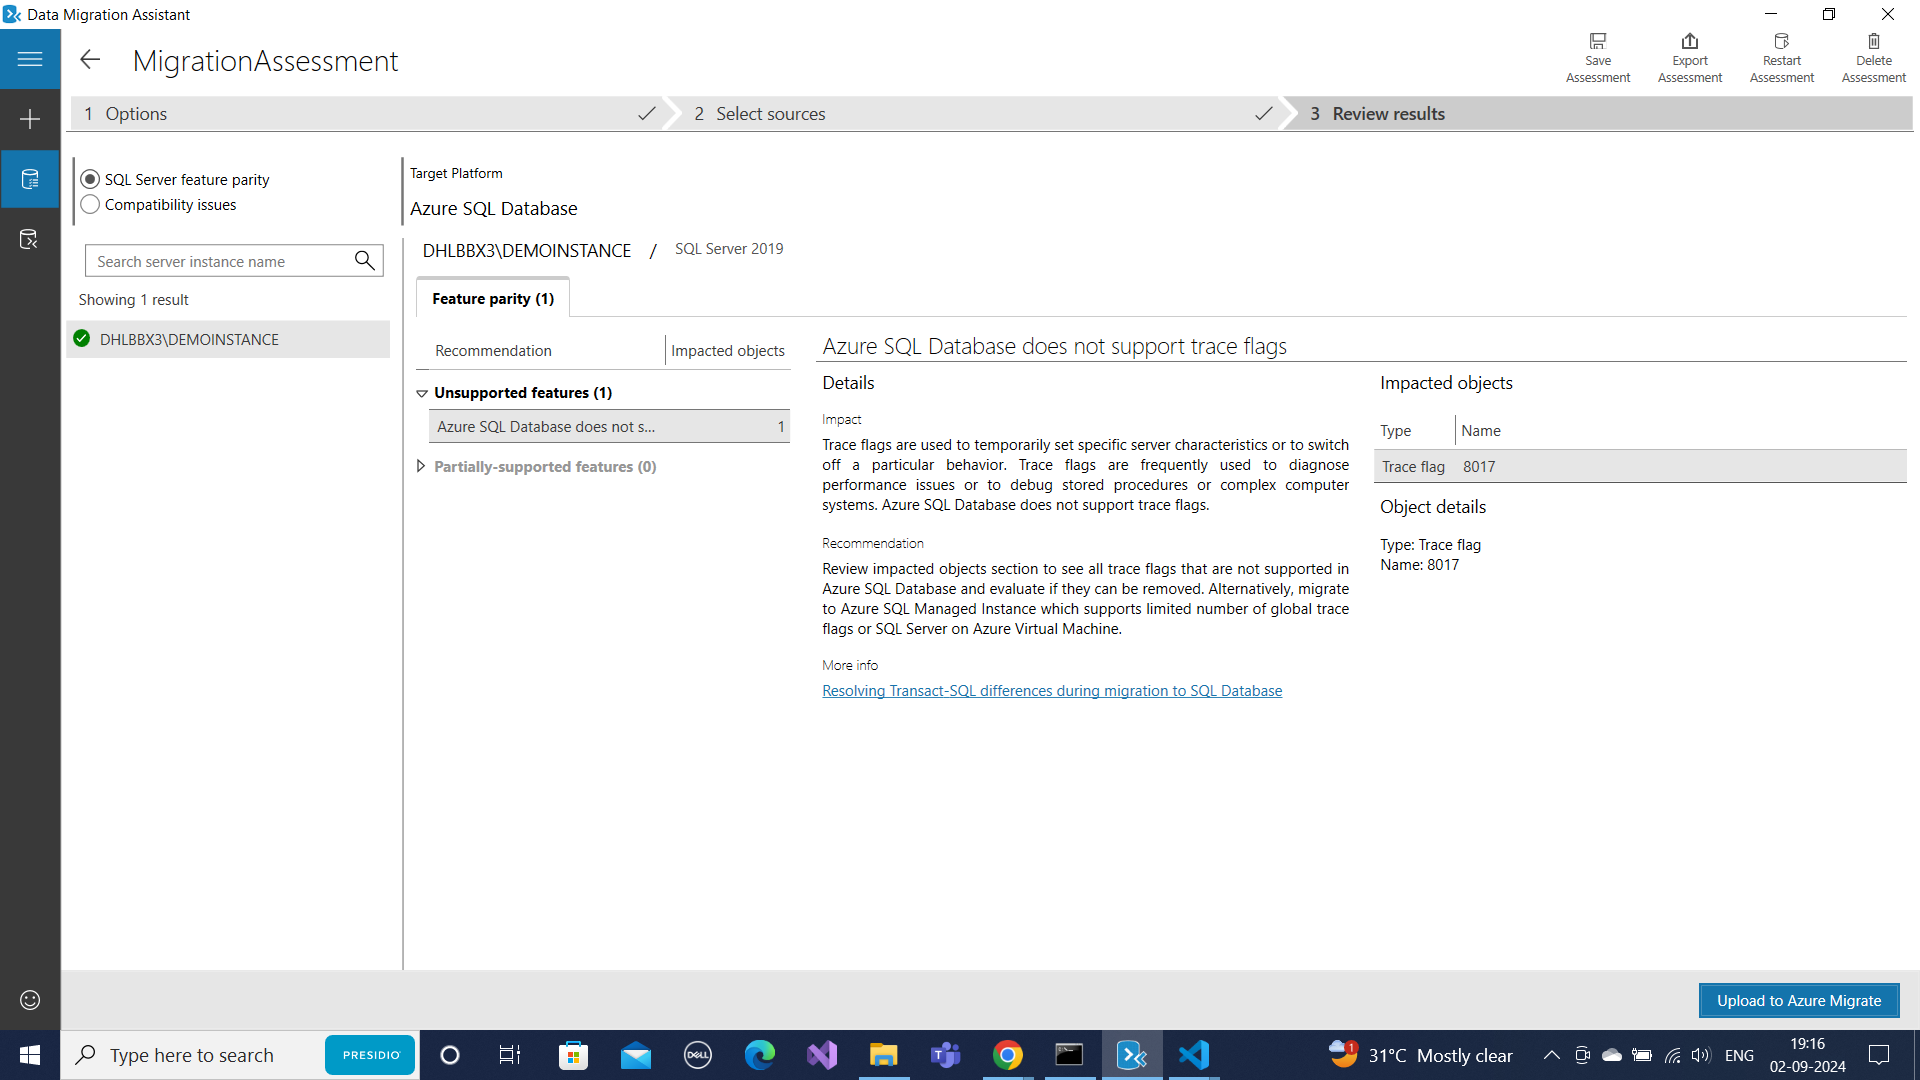 Data Migration Assistant
MigrationAssessment
Save
Assessment
Export
Assessment
Restart
Assessment
Delete
Assessment
1 Options
2 Select sources
3 Review results
SQL Server feature parity
Compatibility issues
Target Platform
Azure SQL Database
Search server instance name
Showing 1 result
DHLBBX3\DEMOINSTANCE
DHLBBX3\DEMOINSTANCE / SQL Server 2019
Feature parity (1)
Recommendation
Impacted objects
Unsupported features (1)
Azure SQL Database does not s... 1
Partially-supported features (0)
Azure SQL Database does not support trace flags
Details
Impact
Trace flags are used to temporarily set specific server characteristics or to switch
off a particular behavior. Trace flags are frequently used to diagnose
performance issues or to debug stored procedures or complex computer
systems. Azure SQL Database does not support trace flags.
Recommendation
Review impacted objects section to see all trace flags that are not supported in
Azure SQL Database and evaluate if they can be removed. Alternatively, migrate
to Azure SQL Managed Instance which supports limited number of global trace
flags or SQL Server on Azure Virtual Machine.
More info
Resolving Transact-SQL differences during migration to SQL Database
Impacted objects
Type Name
Trace flag 8017
Object details
Type: Trace flag
Name: 8017
Upload to Azure Migrate
Type here to search
PRESIDIO
DELL
1
31°C Mostly clear
ENG
19:16
02-09-2024